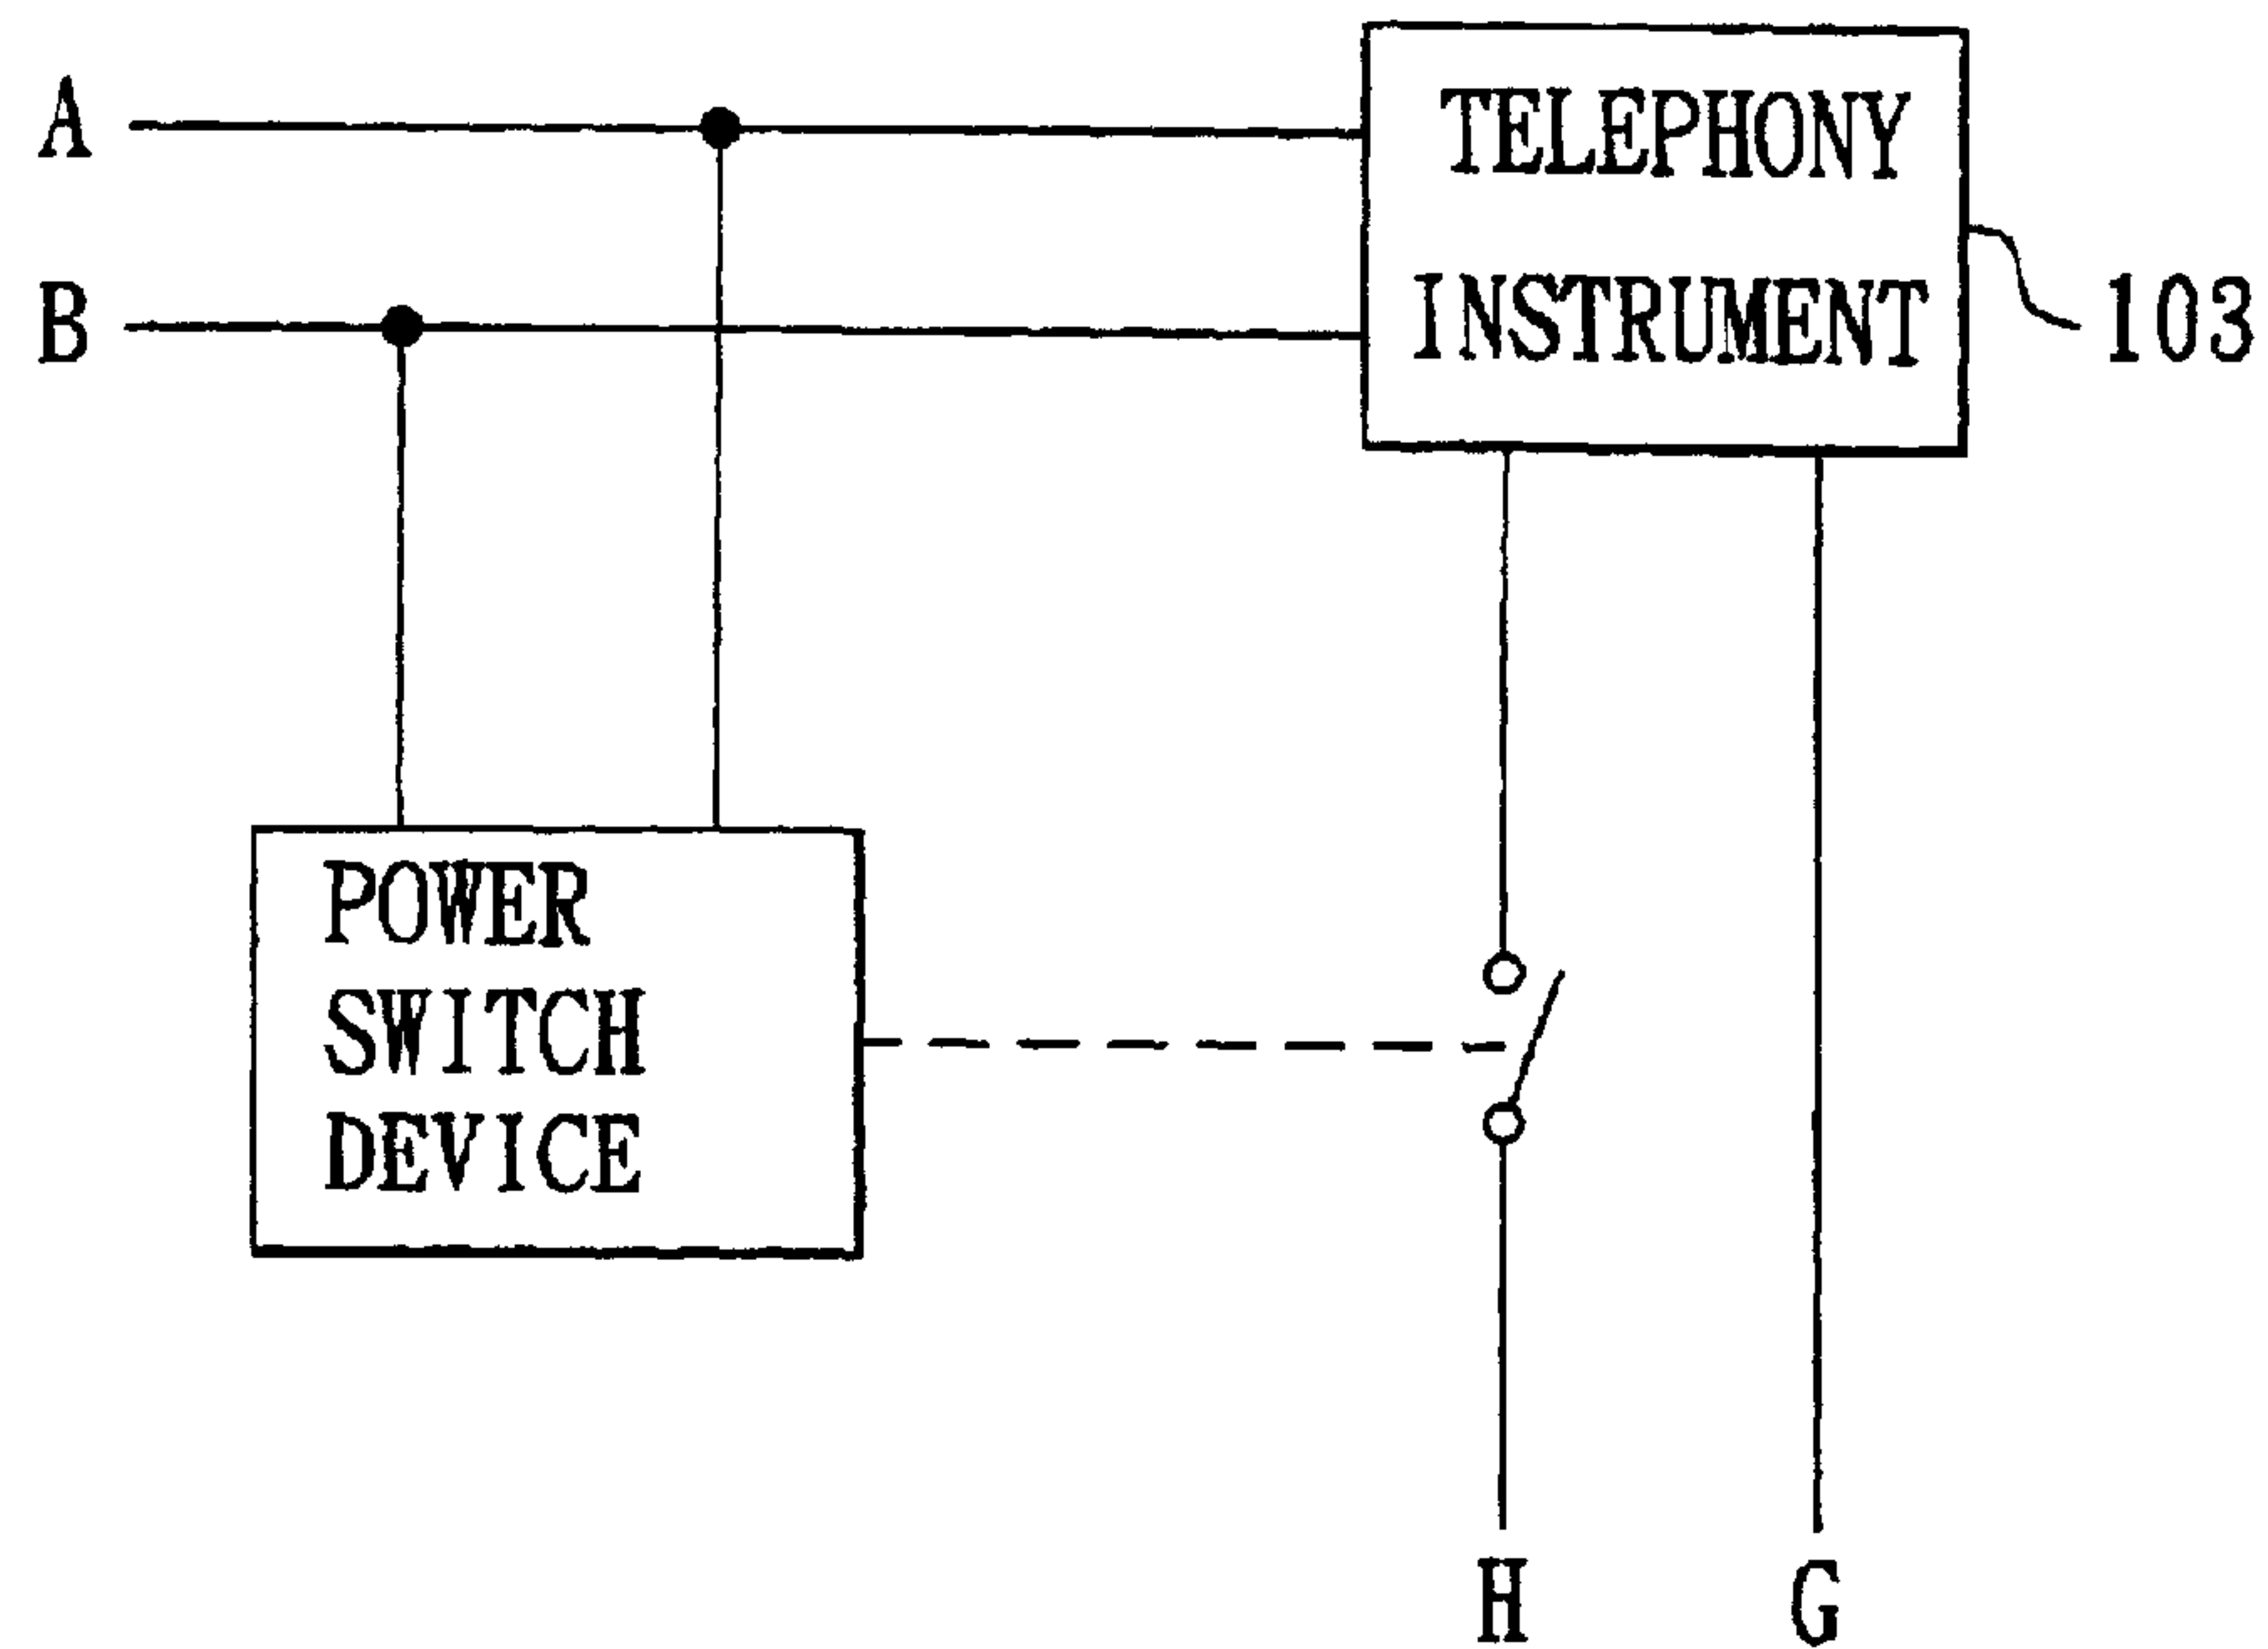 A
TELEPHONY
INSTRUMENT
B
103
POWER
SWITCH
DEVICE
H
G